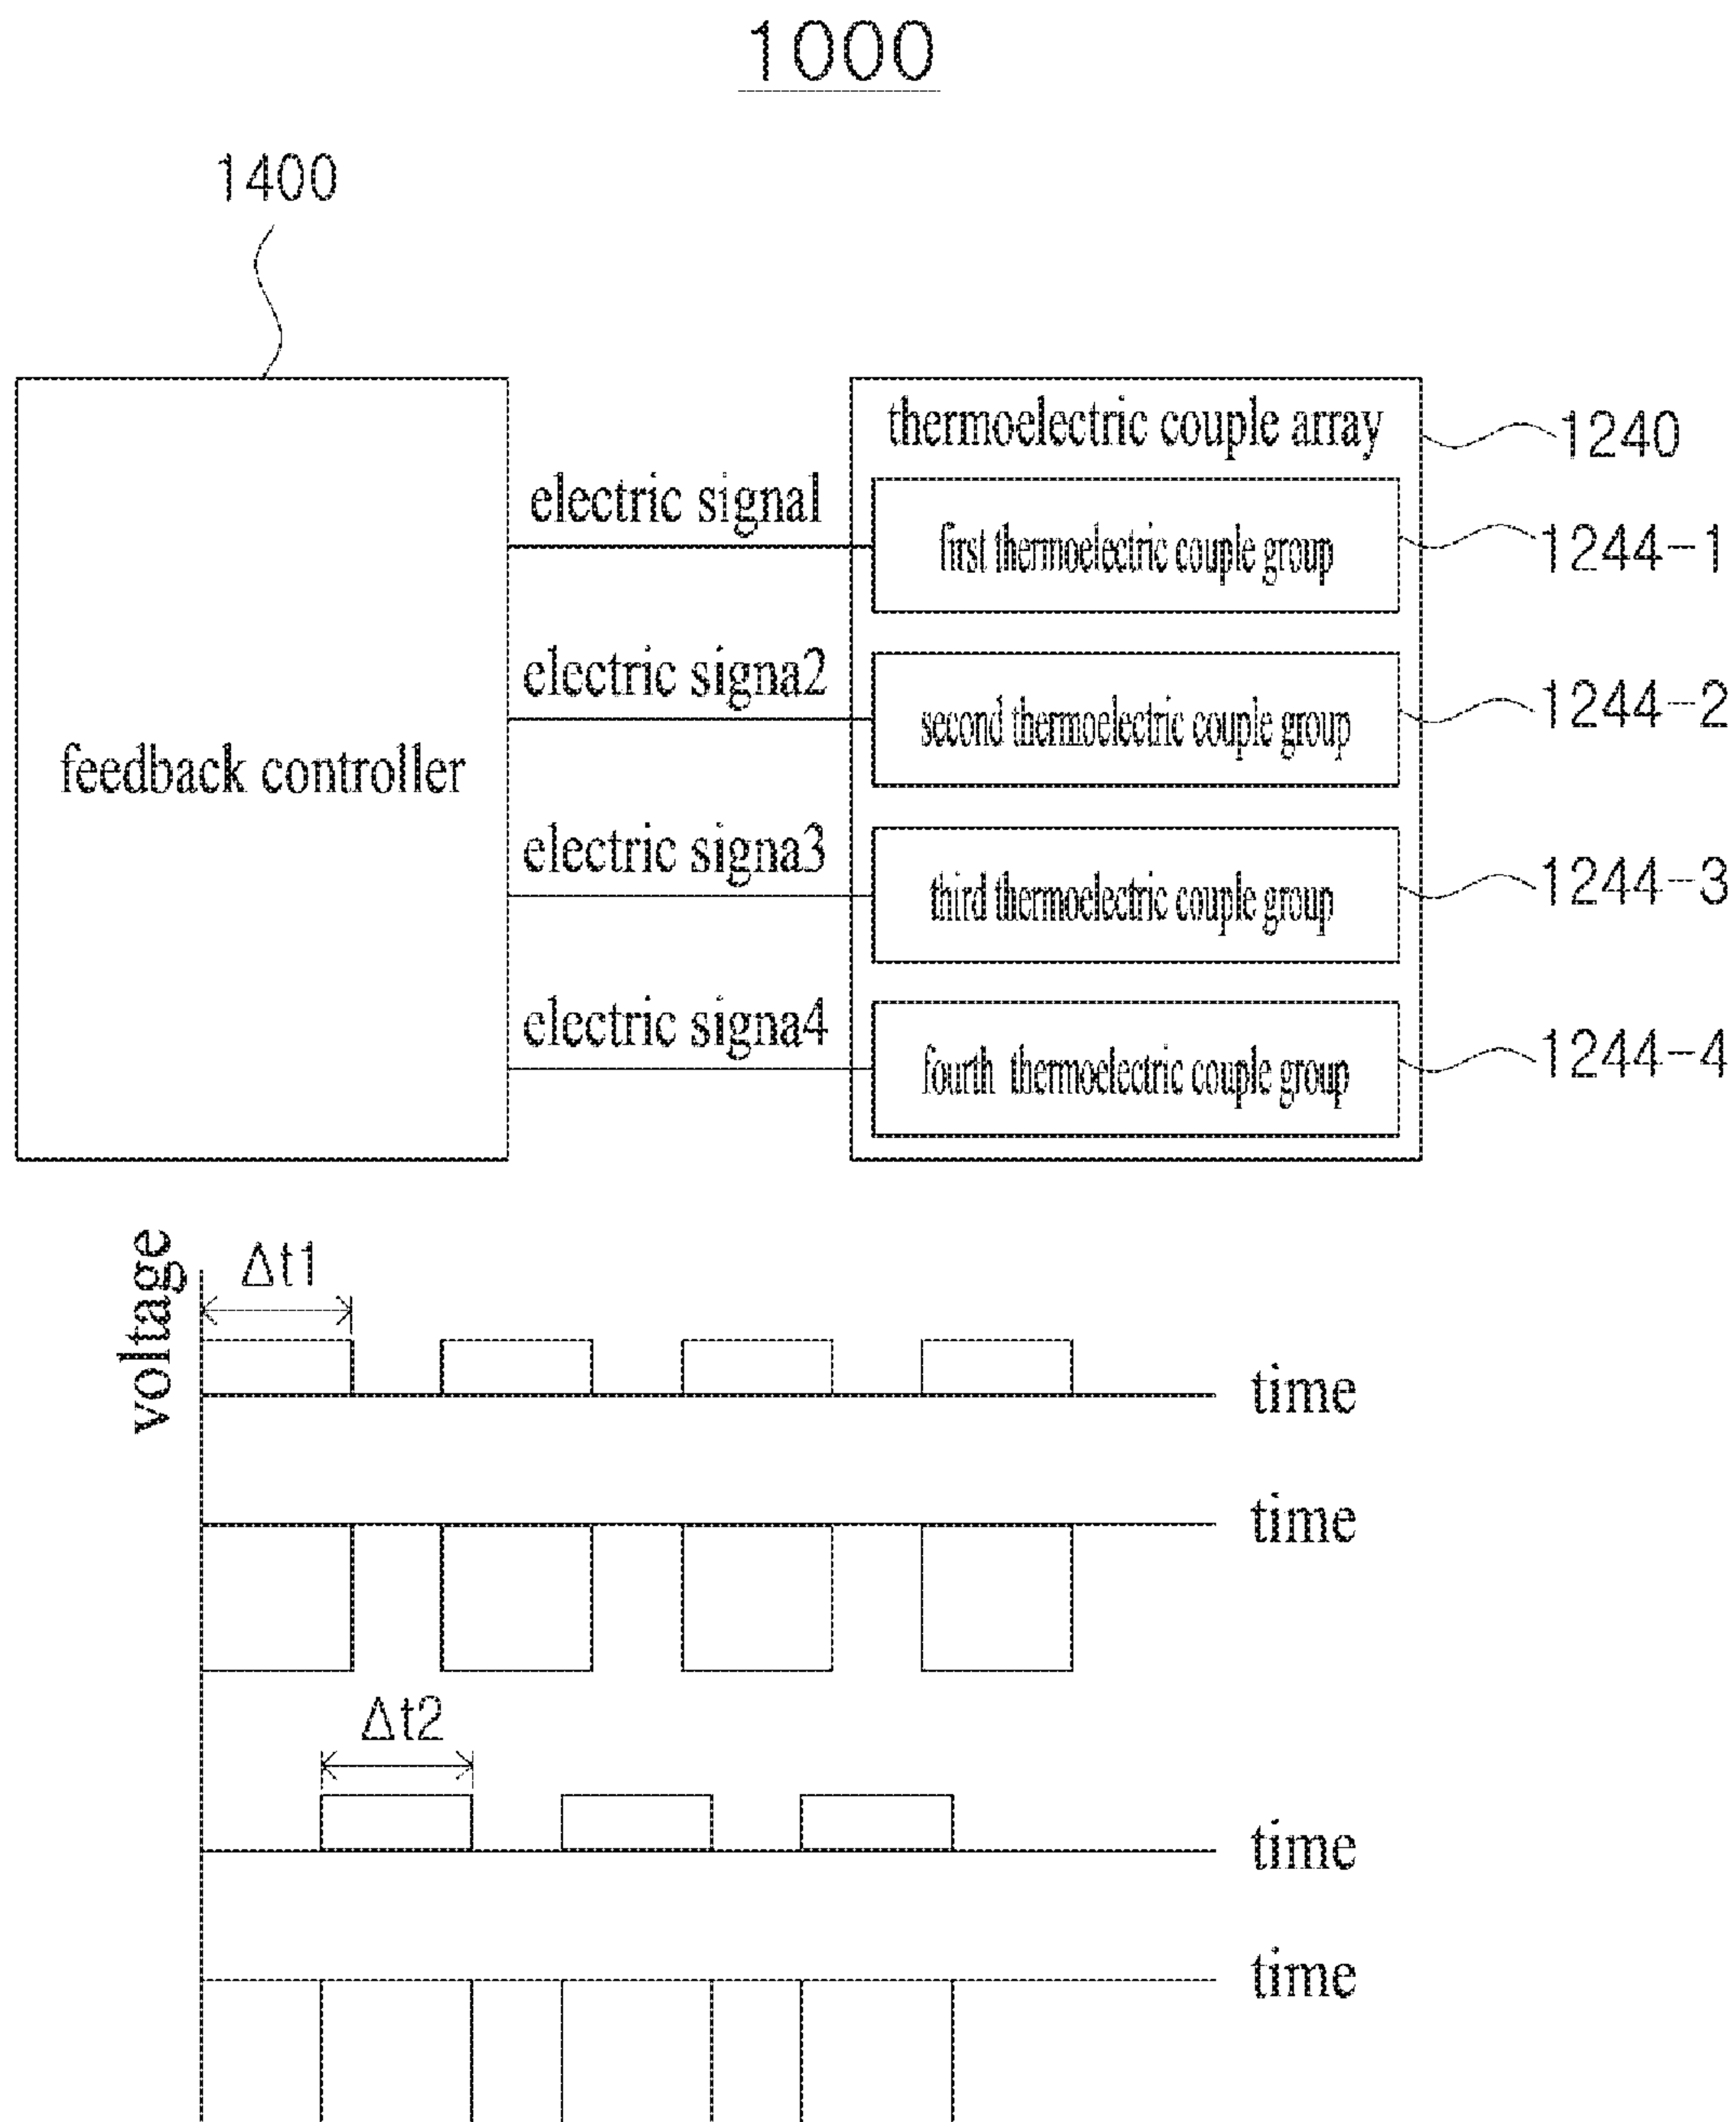 1000
1400
thermoelectric couple array
1240
electric signal
first thermoelectric couple group
1244-1
electric signa2
second thermoelectric couple group
1244-2
feedback controller
electric signa3
third thermoelectric couple group
1244-3
electric signa4
fourth thermoelectric couple group
1244-4
voltage
Δt1
time
time
Δt2
time
time